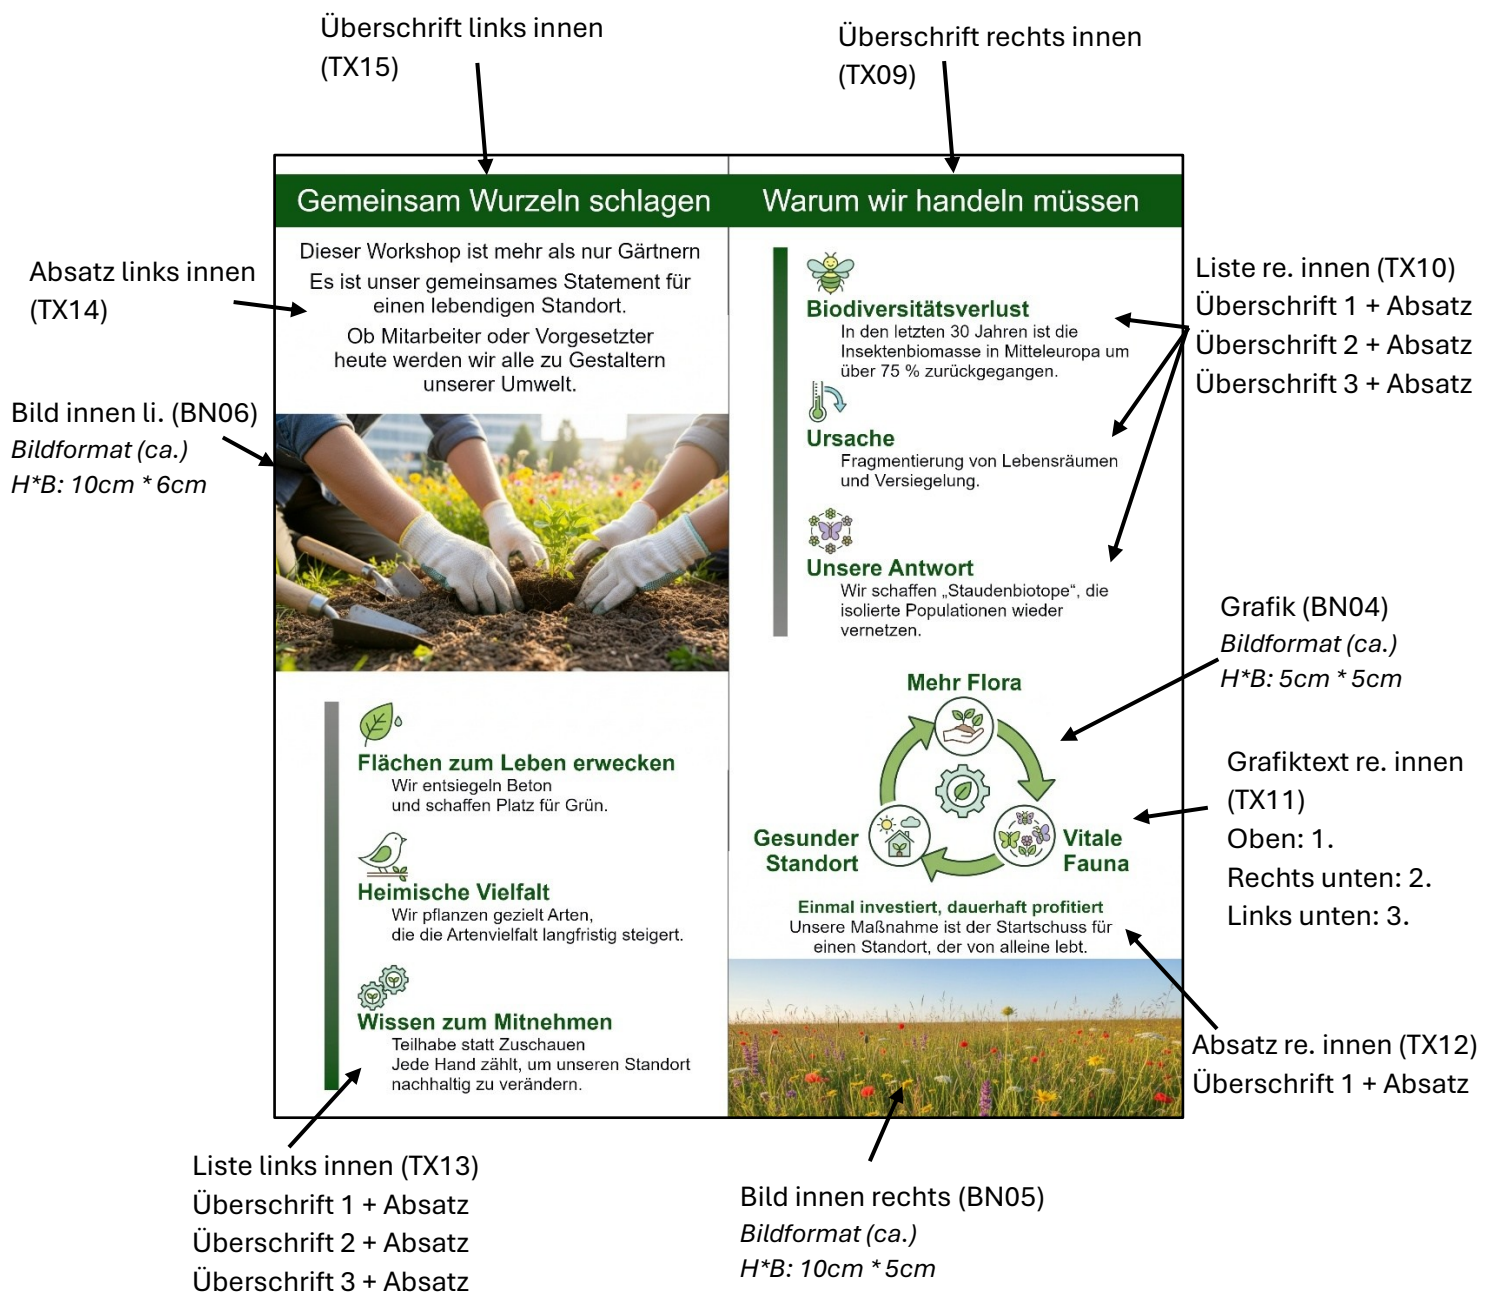 Überschrift links innen
(TX15)
Überschrift rechts innen
(TX09)
Gemeinsam Wurzeln schlagen
Warum wir handeln müssen
Absatz links innen
(TX14)
Dieser Workshop ist mehr als nur Gärtnern
Es ist unser gemeinsames Statement für
einen lebendigen Standort.
Ob Mitarbeiter oder Vorgesetzter
heute werden wir alle zu Gestaltern
unserer Umwelt.
Bild innen li. (BN06)
Bildformat (ca.)
H*B: 10cm * 6cm
Flächen zum Leben erwecken
Wir entsiegeln Beton
und schaffen Platz für Grün.
Heimische Vielfalt
Wir pflanzen gezielt Arten,
die die Artenvielfalt langfristig steigert.
Wissen zum Mitnehmen
Teilhabe statt Zuschauen
Jede Hand zählt, um unseren Standort
nachhaltig zu verändern.
Liste links innen (TX13)
Überschrift 1 + Absatz
Überschrift 2 + Absatz
Überschrift 3 + Absatz
Biodiversitätsverlust
In den letzten 30 Jahren ist die
Insektenbiomasse in Mitteleuropa um
über 75 % zurückgegangen.
Ursache
Fragmentierung von Lebensräumen
und Versiegelung.
Unsere Antwort
Wir schaffen „Staudenbiotope“, die
isolierte Populationen wieder
vernetzen.
Liste re. innen (TX10)
Überschrift 1 + Absatz
Überschrift 2 + Absatz
Überschrift 3 + Absatz
Mehr Flora
Gesunder
Standort
Vitale
Fauna
Grafik (BN04)
Bildformat (ca.)
H*B: 5cm * 5cm
Grafiktext re. innen
(TX11)
Oben: 1.
Rechts unten: 2.
Links unten: 3.
Einmal investiert, dauerhaft profitiert
Unsere Maßnahme ist der Startschuss für
einen Standort, der von alleine lebt.
Absatz re. innen (TX12)
Überschrift 1 + Absatz
Bild innen rechts (BN05)
Bildformat (ca.)
H*B: 10cm * 5cm